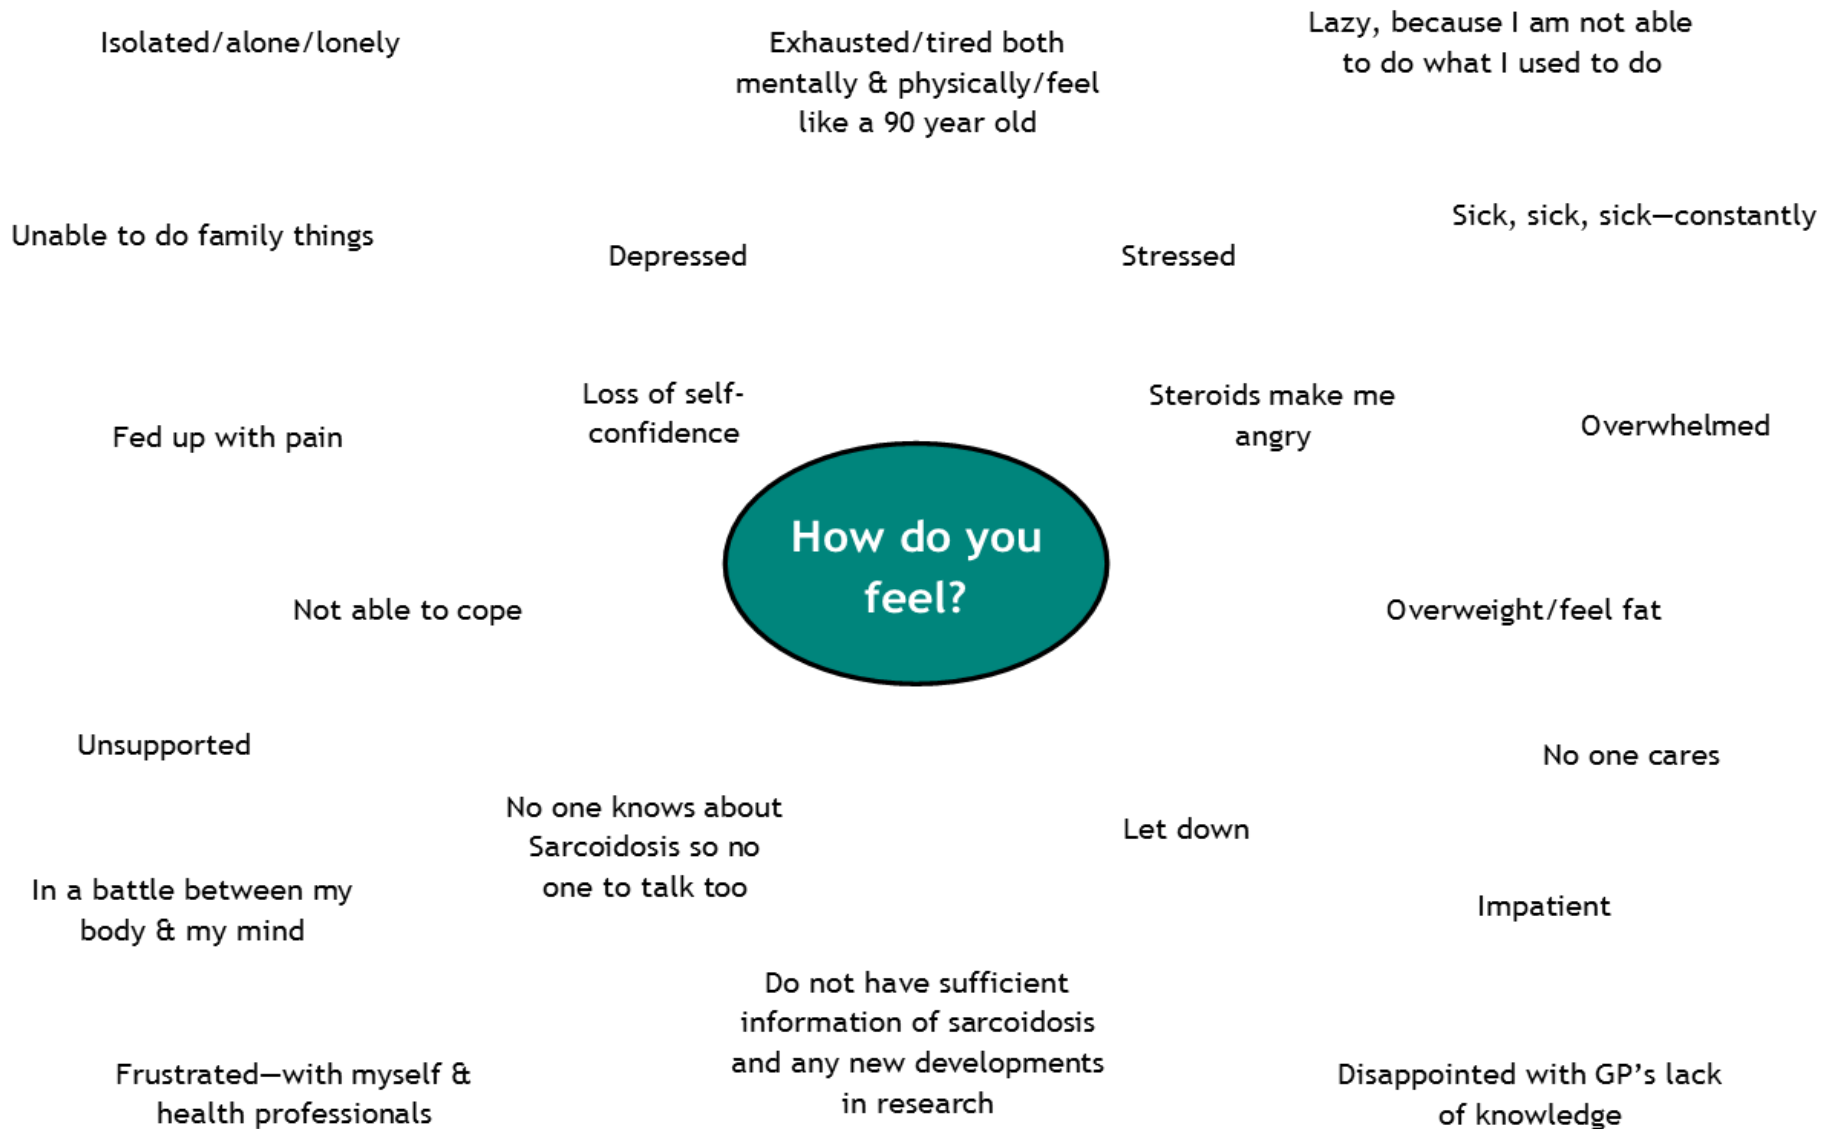 Isolated/alone/lonely
Exhausted/tired both
mentally & physically/feel
like a 90 year old
Lazy, because I am not able
to do what I used to do
Unable to do family things
Depressed
Stressed
Sick, sick, sick—constantly
Fed up with pain
Loss of self-
confidence
Steroids make me
angry
Overwhelmed
How do you
feel?
Not able to cope
Overweight/feel fat
Unsupported
No one cares
No one knows about
Sarcoidosis so no
one to talk too
Let down
In a battle between my
body & my mind
Impatient
Do not have sufficient
information of sarcoidosis
and any new developments
in research
Frustrated—with myself &
health professionals
Disappointed with GP’s lack
of knowledge